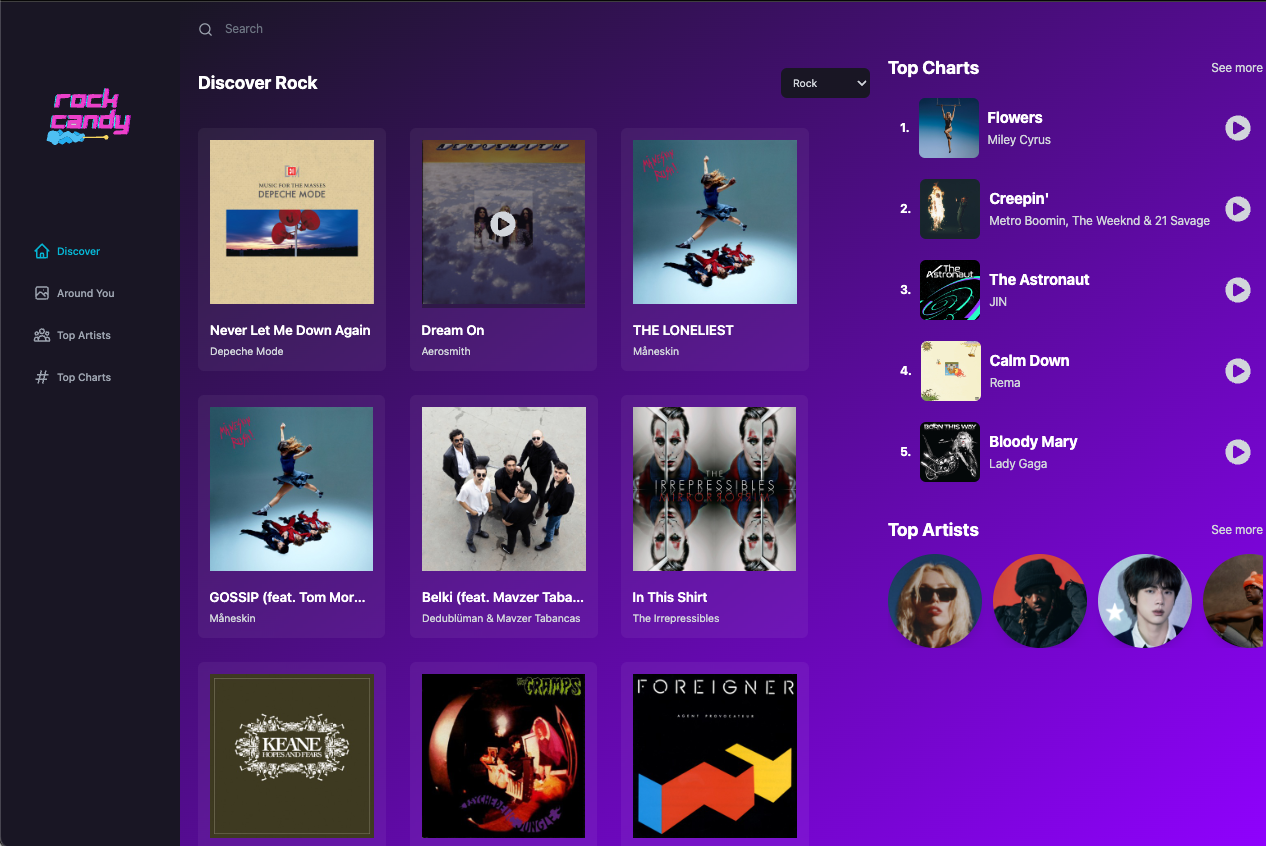 Search
rock
candy
Discover
Around You
Top Artists
Top Charts
Discover Rock
Rock
MUSIC FOR THE MASSES
DEPECHE MODE
Never Let Me Down Again
Depeche Mode
AEROSMITH
Dream On
Aerosmith
THE LONELIEST
Måneskin
GOSSIP (feat. Tom Mor...
Måneskin
Belki (feat. Mavzer Taba...
Dedublüman & Mavzer Tabancas
THE
IRREPRESSIBLES
MIRROR MIRROR
In This Shirt
The Irrepressibles
KEANE
HOPES AND FEARS
THE CRAMPS
PSYCHEDELIC
JUNGLE
FOREIGNER
AGENT PROVOCATEUR
Top Charts
See more
1.
Flowers
Miley Cyrus
2.
Creepin'
Metro Boomin, The Weeknd & 21 Savage
3.
The
Astronaut
The Astronaut
JIN
4.
Calm Down
Rema
5.
BORN THIS WAY
Bloody Mary
Lady Gaga
Top Artists
See more